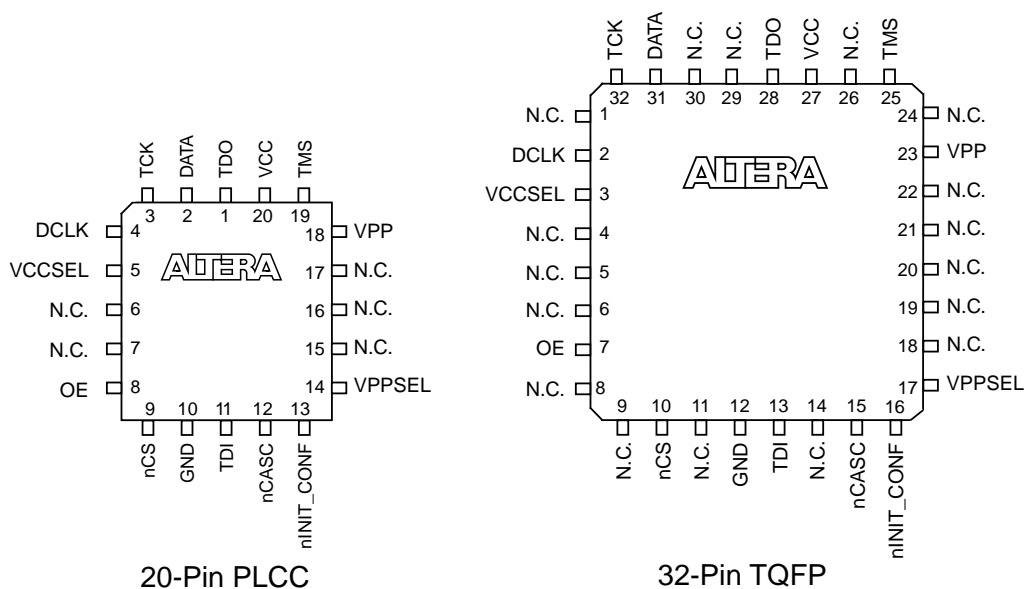 TCK
DATA
TDO
VCC
TMS
3
2
1
20
19
DCLK 4
VCCSEL 5
N.C. 6
N.C. 7
OE 8
ALTERA
18 VPP
17 N.C.
16 N.C.
15 N.C.
14 VPPSEL
9
10
11
12
13
nCS
GND
TDI
nCASC
nINIT_CONF
20-Pin PLCC
TCK
DATA
N.C.
N.C.
TDO
VCC
N.C.
TMS
32
31
30
29
28
27
26
25
N.C. 1
DCLK 2
VCCSEL 3
N.C. 4
N.C. 5
N.C. 6
OE 7
N.C. 8
ALTERA
24 N.C.
23 VPP
22 N.C.
21 N.C.
20 N.C.
19 N.C.
18 N.C.
17 VPPSEL
9
10
11
12
13
14
15
16
N.C.
nCS
N.C.
GND
TDI
N.C.
nCASC
nINIT_CONF
32-Pin TQFP